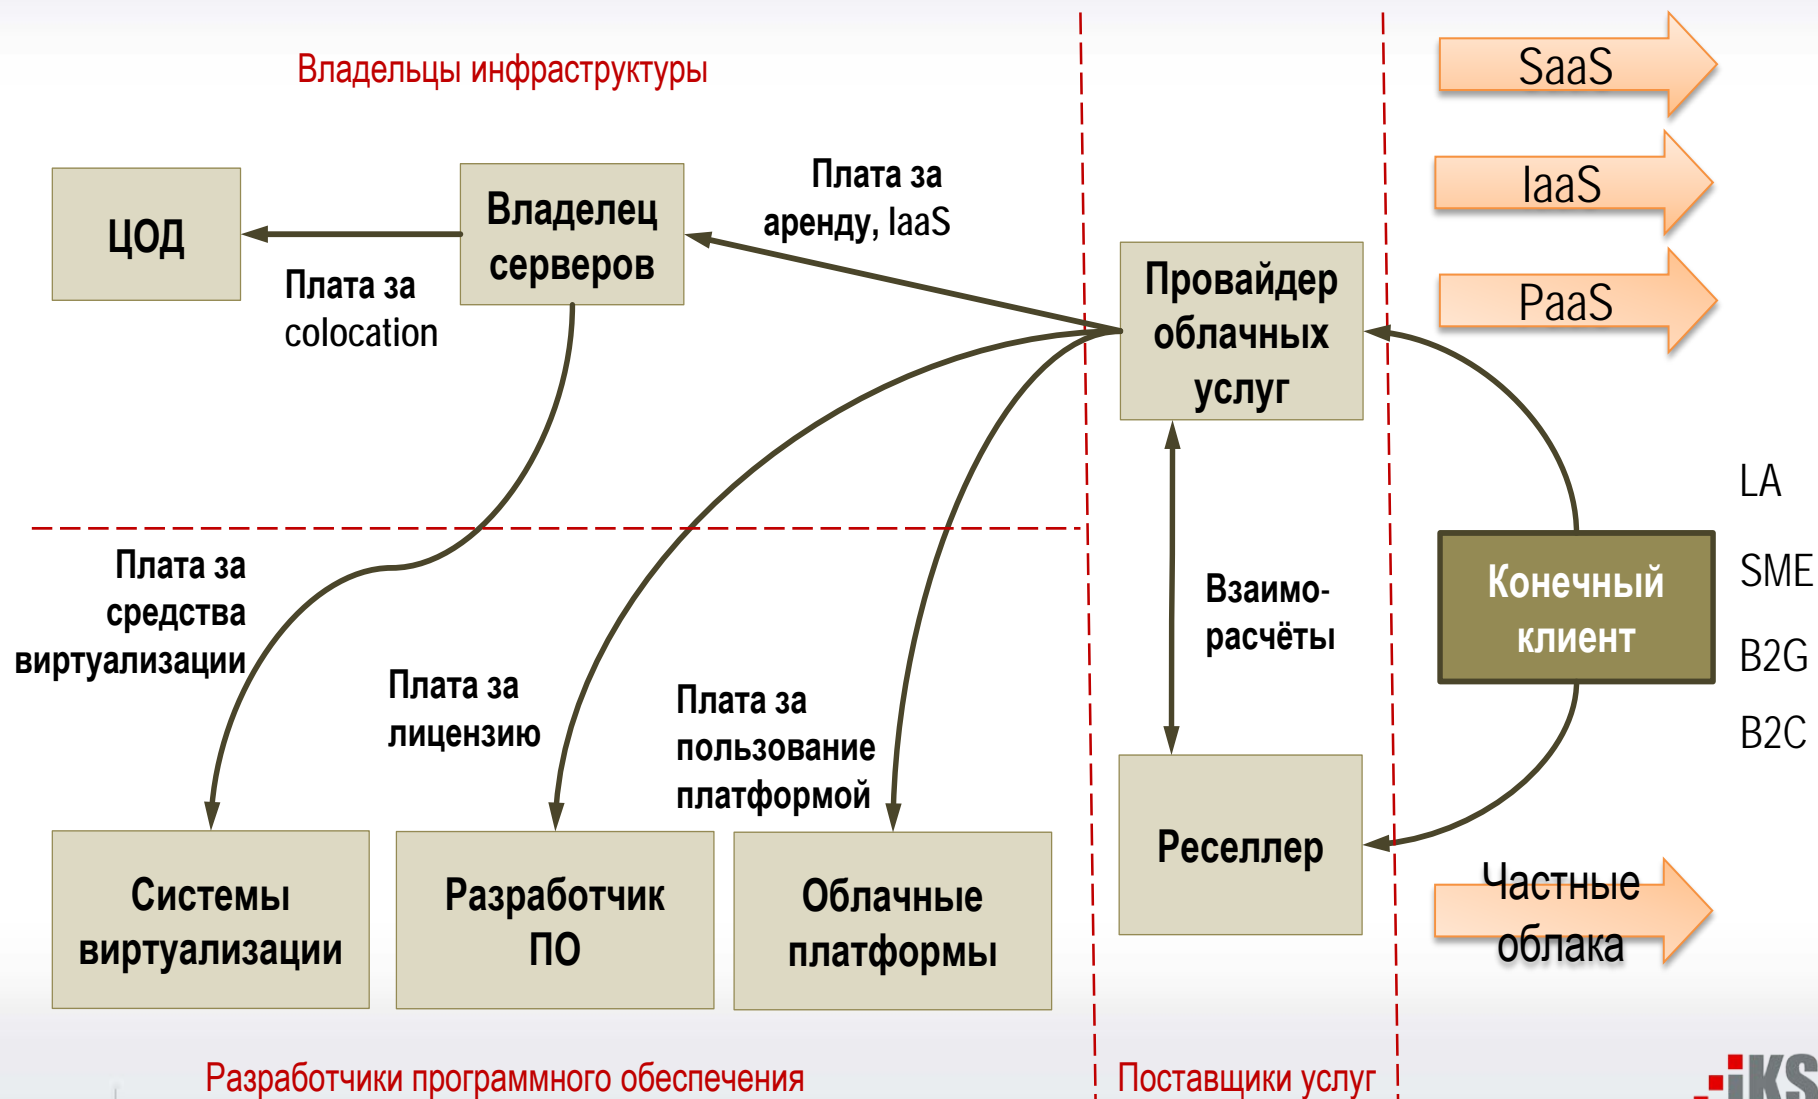 Владельцы инфраструктуры
SaaS
IaaS
PaaS
ЦОД
Владелец
серверов
Плата за
аренду, IaaS
Плата за
colocation
Провайдер
облачных
услуг
LA
SME
B2G
B2C
Плата за
средства
виртуализации
Плата за
лицензию
Плата за
пользование
платформой
Взаимо-
расчёты
Конечный
клиент
Системы
виртуализации
Разработчик
ПО
Облачные
платформы
Реселлер
Частные
облака
Разработчики программного обеспечения
Поставщики услуг
iKS